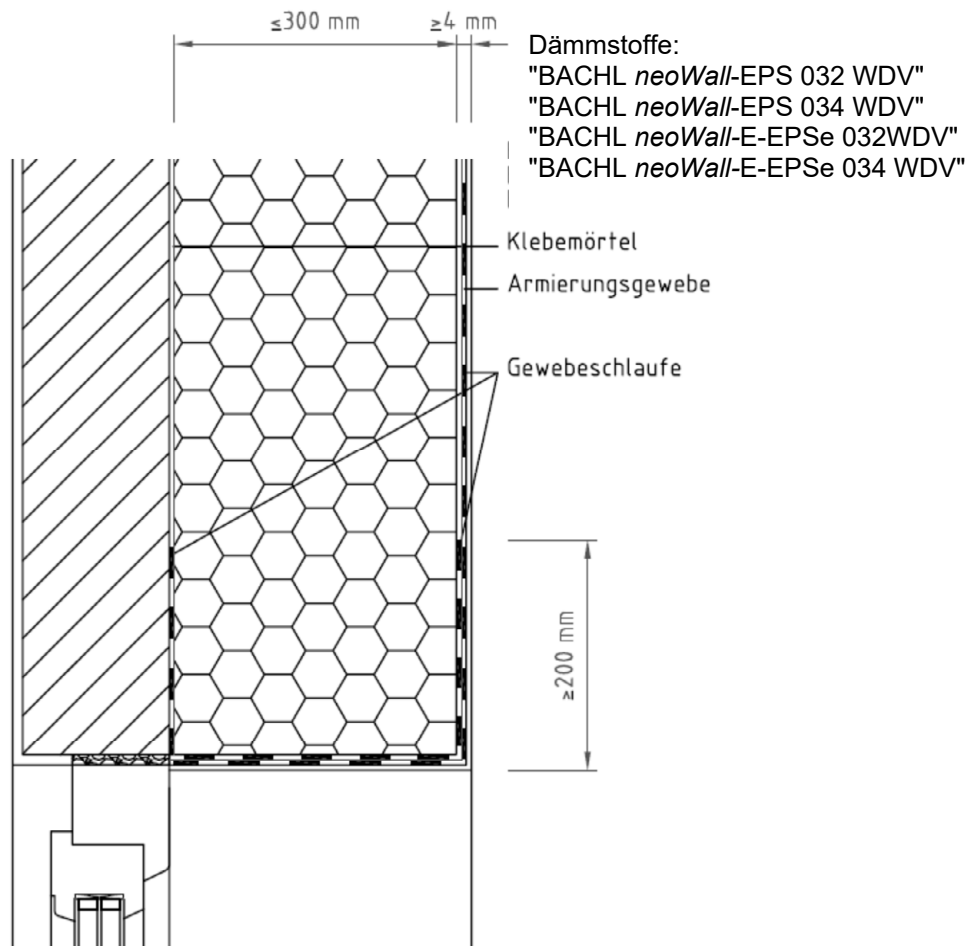 ≤300 mm
≥4 mm
Dämmstoffe:
"BACHL neoWall-EPS 032 WDV"
"BACHL neoWall-EPS 034 WDV"
"BACHL neoWall-E-EPSe 032WDV"
"BACHL neoWall-E-EPSe 034 WDV"
Klebemörtel
Armierungsgewebe
Gewebeschlaufe
≥200 mm